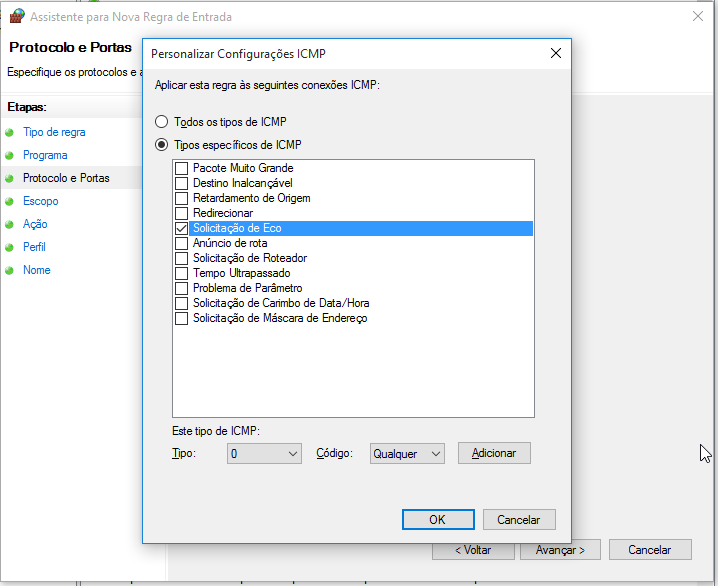 Assistente para Nova Regra de Entrada
Protocolo e Portas
Especifique os protocolos e a
Etapas:
Tipo de regra
Programa
Protocolo e Portas
Escopo
Ação
Perfil
Nome
Personalizar Configurações ICMP
Aplicar esta regra às seguintes conexões ICMP:
Todos os tipos de ICMP
Tipos específicos de ICMP
Pacote Muito Grande
Destino Inalcançável
Retardamento de Origem
Redirecionar
Solicitação de Eco
Anúncio de rota
Solicitação de Roteador
Tempo Ultrapassado
Problema de Parâmetro
Solicitação de Carimbo de Data/Hora
Solicitação de Máscara de Endereço
Este tipo de ICMP:
Tipo: 0 Código: Qualquer Adicionar
OK Cancelar
< Voltar Avançar > Cancelar